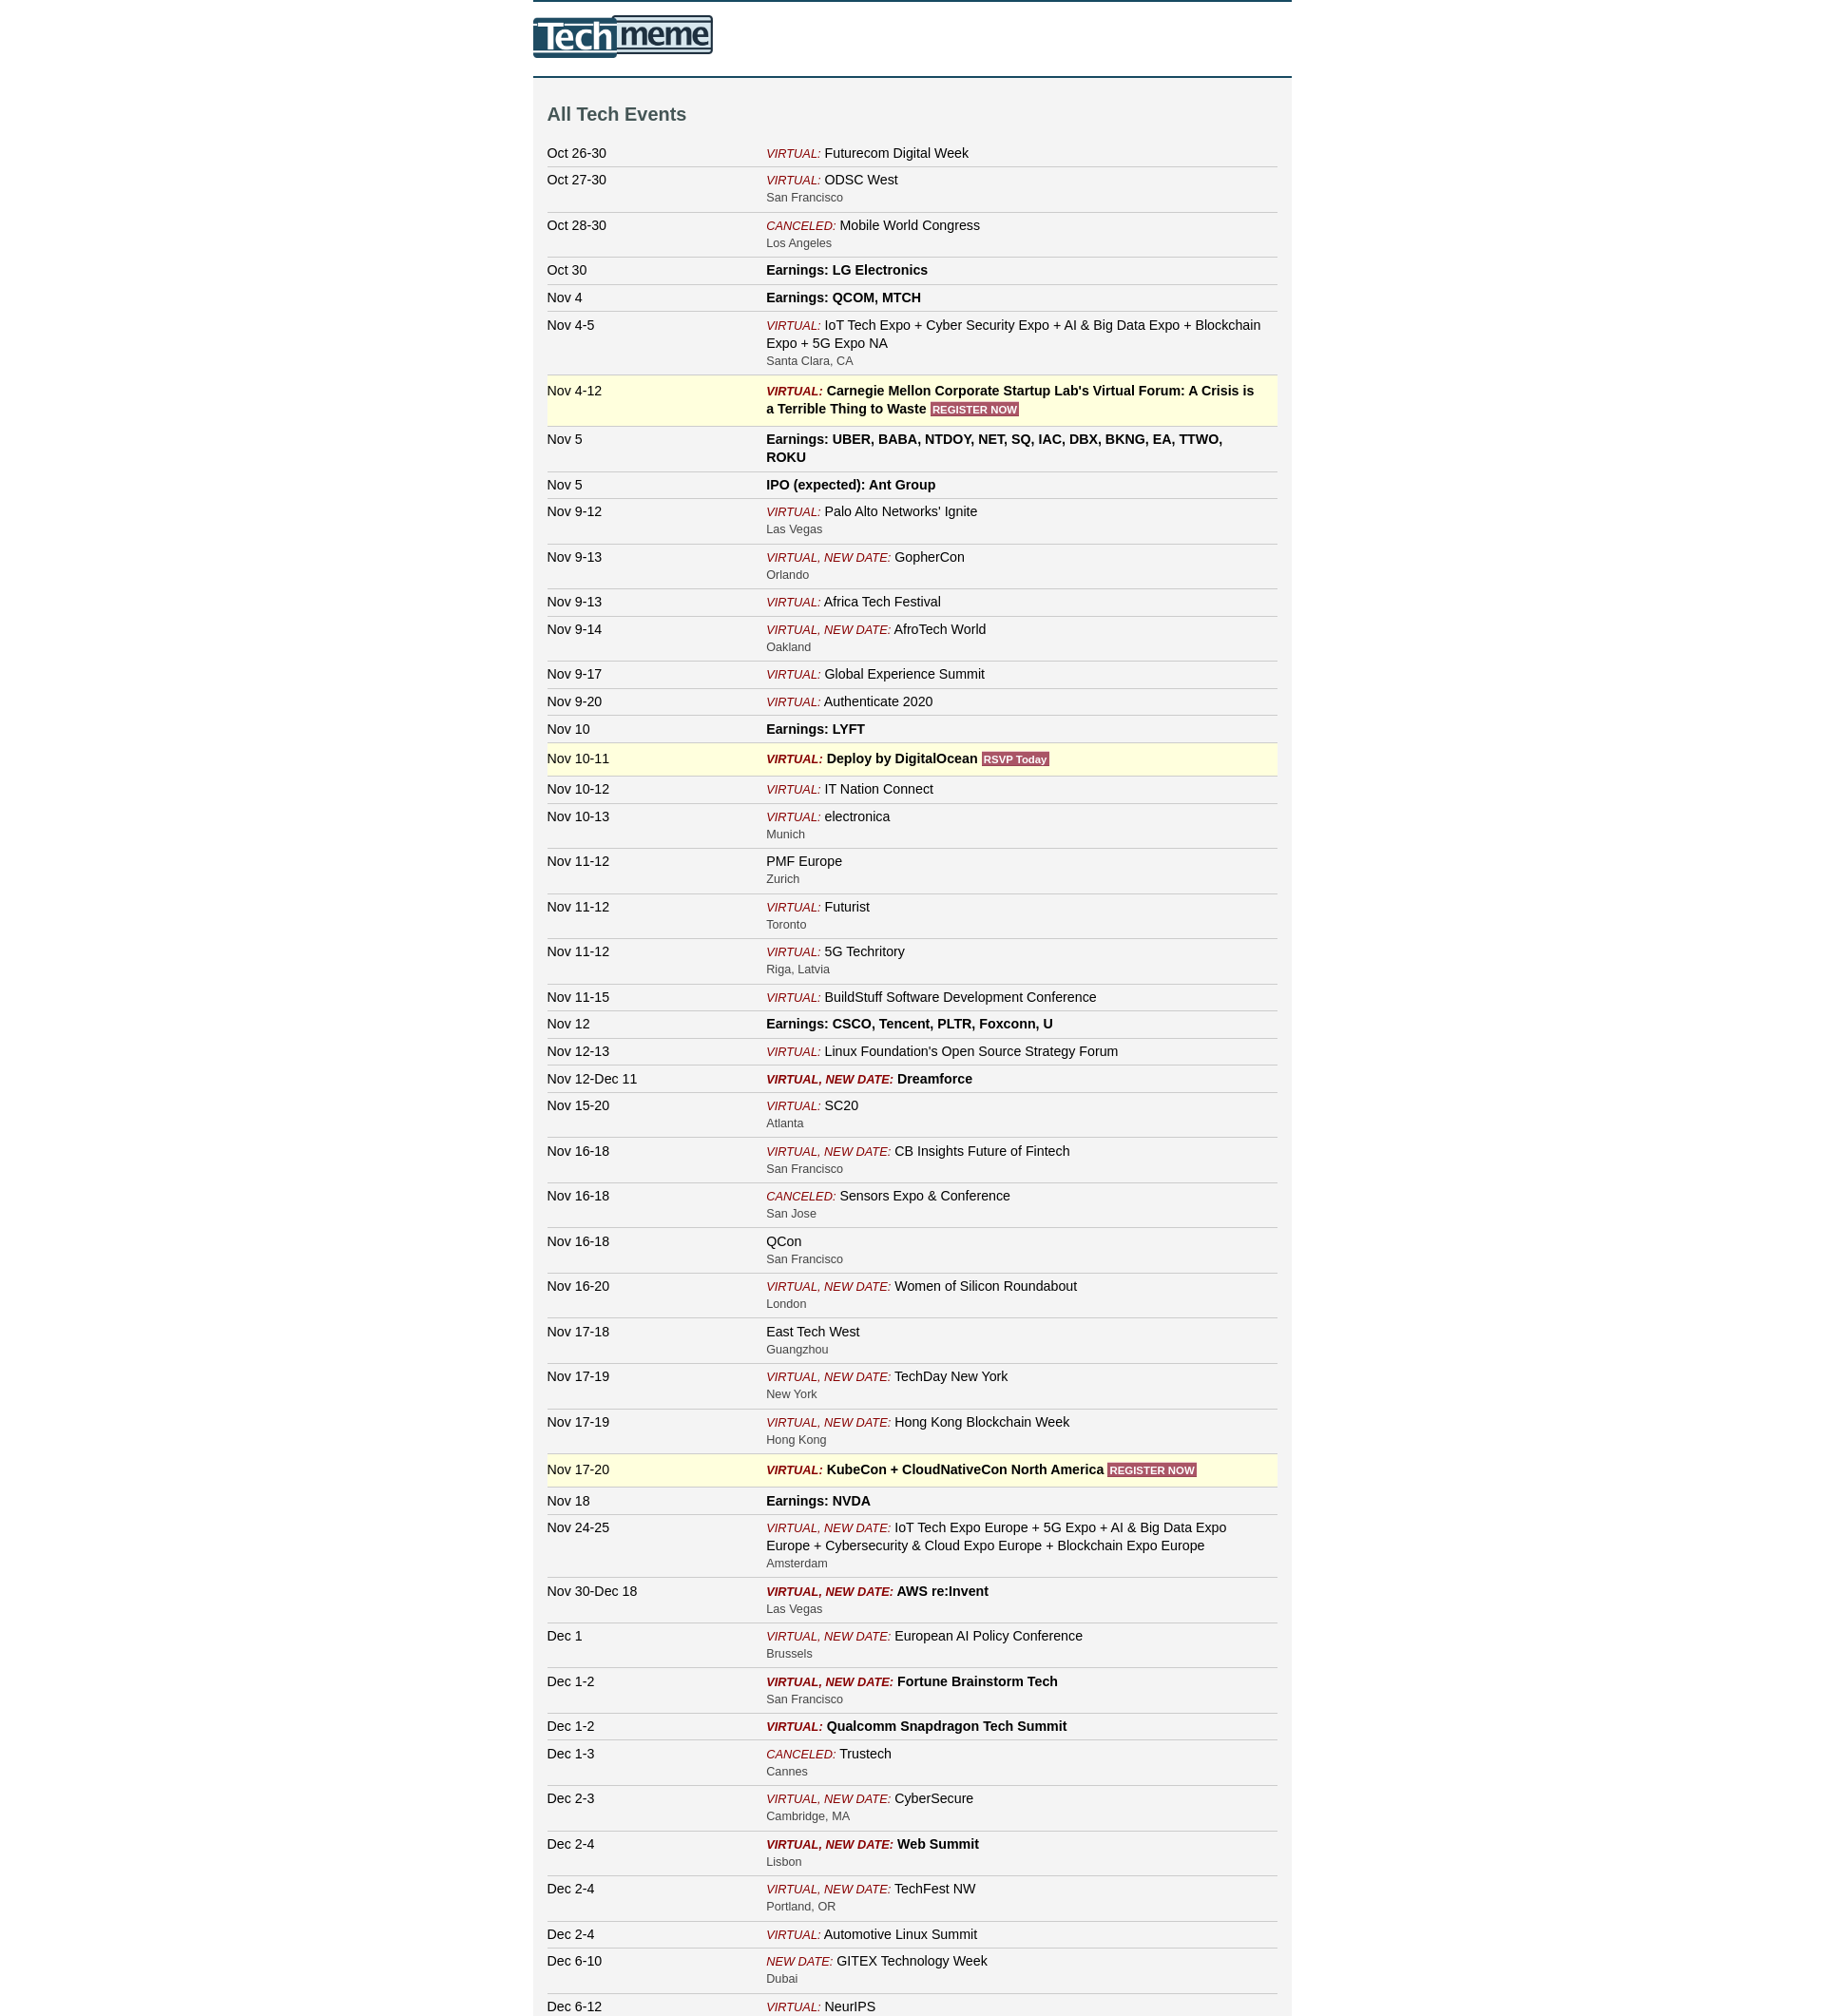 Techmeme
All Tech Events
Oct 26-30 VIRTUAL: Futurecom Digital Week
Oct 27-30 VIRTUAL: ODSC West
San Francisco
Oct 28-30 CANCELED: Mobile World Congress
Los Angeles
Oct 30 Earnings: LG Electronics
Nov 4 Earnings: QCOM, MTCH
Nov 4-5 VIRTUAL: IoT Tech Expo + Cyber Security Expo + AI & Big Data Expo + Blockchain
Expo + 5G Expo NA
Santa Clara, CA
Nov 4-12 VIRTUAL: Carnegie Mellon Corporate Startup Lab's Virtual Forum: A Crisis is
a Terrible Thing to Waste REGISTER NOW
Nov 5 Earnings: UBER, BABA, NTDOY, NET, SQ, IAC, DBX, BKNG, EA, TTWO,
ROKU
Nov 5 IPO (expected): Ant Group
Nov 9-12 VIRTUAL: Palo Alto Networks' Ignite
Las Vegas
Nov 9-13 VIRTUAL, NEW DATE: GopherCon
Orlando
Nov 9-13 VIRTUAL: Africa Tech Festival
Nov 9-14 VIRTUAL, NEW DATE: AfroTech World
Oakland
Nov 9-17 VIRTUAL: Global Experience Summit
Nov 9-20 VIRTUAL: Authenticate 2020
Nov 10 Earnings: LYFT
Nov 10-11 VIRTUAL: Deploy by DigitalOcean RSVP Today
Nov 10-12 VIRTUAL: IT Nation Connect
Nov 10-13 VIRTUAL: electronica
Munich
Nov 11-12 PMF Europe
Zurich
Nov 11-12 VIRTUAL: Futurist
Toronto
Nov 11-12 VIRTUAL: 5G Techritory
Riga, Latvia
Nov 11-15 VIRTUAL: BuildStuff Software Development Conference
Nov 12 Earnings: CSCO, Tencent, PLTR, Foxconn, U
Nov 12-13 VIRTUAL: Linux Foundation's Open Source Strategy Forum
Nov 12-Dec 11 VIRTUAL, NEW DATE: Dreamforce
Nov 15-20 VIRTUAL: SC20
Atlanta
Nov 16-18 VIRTUAL, NEW DATE: CB Insights Future of Fintech
San Francisco
Nov 16-18 CANCELED: Sensors Expo & Conference
San Jose
Nov 16-18 QCon
San Francisco
Nov 16-20 VIRTUAL, NEW DATE: Women of Silicon Roundabout
London
Nov 17-18 East Tech West
Guangzhou
Nov 17-19 VIRTUAL, NEW DATE: TechDay New York
New York
Nov 17-19 VIRTUAL, NEW DATE: Hong Kong Blockchain Week
Hong Kong
Nov 17-20 VIRTUAL: KubeCon + CloudNativeCon North America REGISTER NOW
Nov 18 Earnings: NVDA
Nov 24-25 VIRTUAL, NEW DATE: IoT Tech Expo Europe + 5G Expo + AI & Big Data Expo
Europe + Cybersecurity & Cloud Expo Europe + Blockchain Expo Europe
Amsterdam
Nov 30-Dec 18 VIRTUAL, NEW DATE: AWS re:Invent
Las Vegas
Dec 1 VIRTUAL, NEW DATE: European AI Policy Conference
Brussels
Dec 1-2 VIRTUAL, NEW DATE: Fortune Brainstorm Tech
San Francisco
Dec 1-2 VIRTUAL: Qualcomm Snapdragon Tech Summit
Dec 1-3 CANCELED: Trustech
Cannes
Dec 2-3 VIRTUAL, NEW DATE: CyberSecure
Cambridge, MA
Dec 2-4 VIRTUAL, NEW DATE: Web Summit
Lisbon
Dec 2-4 VIRTUAL, NEW DATE: TechFest NW
Portland, OR
Dec 2-4 VIRTUAL: Automotive Linux Summit
Dec 6-10 NEW DATE: GITEX Technology Week
Dubai
Dec 6-12 VIRTUAL: NeurIPS